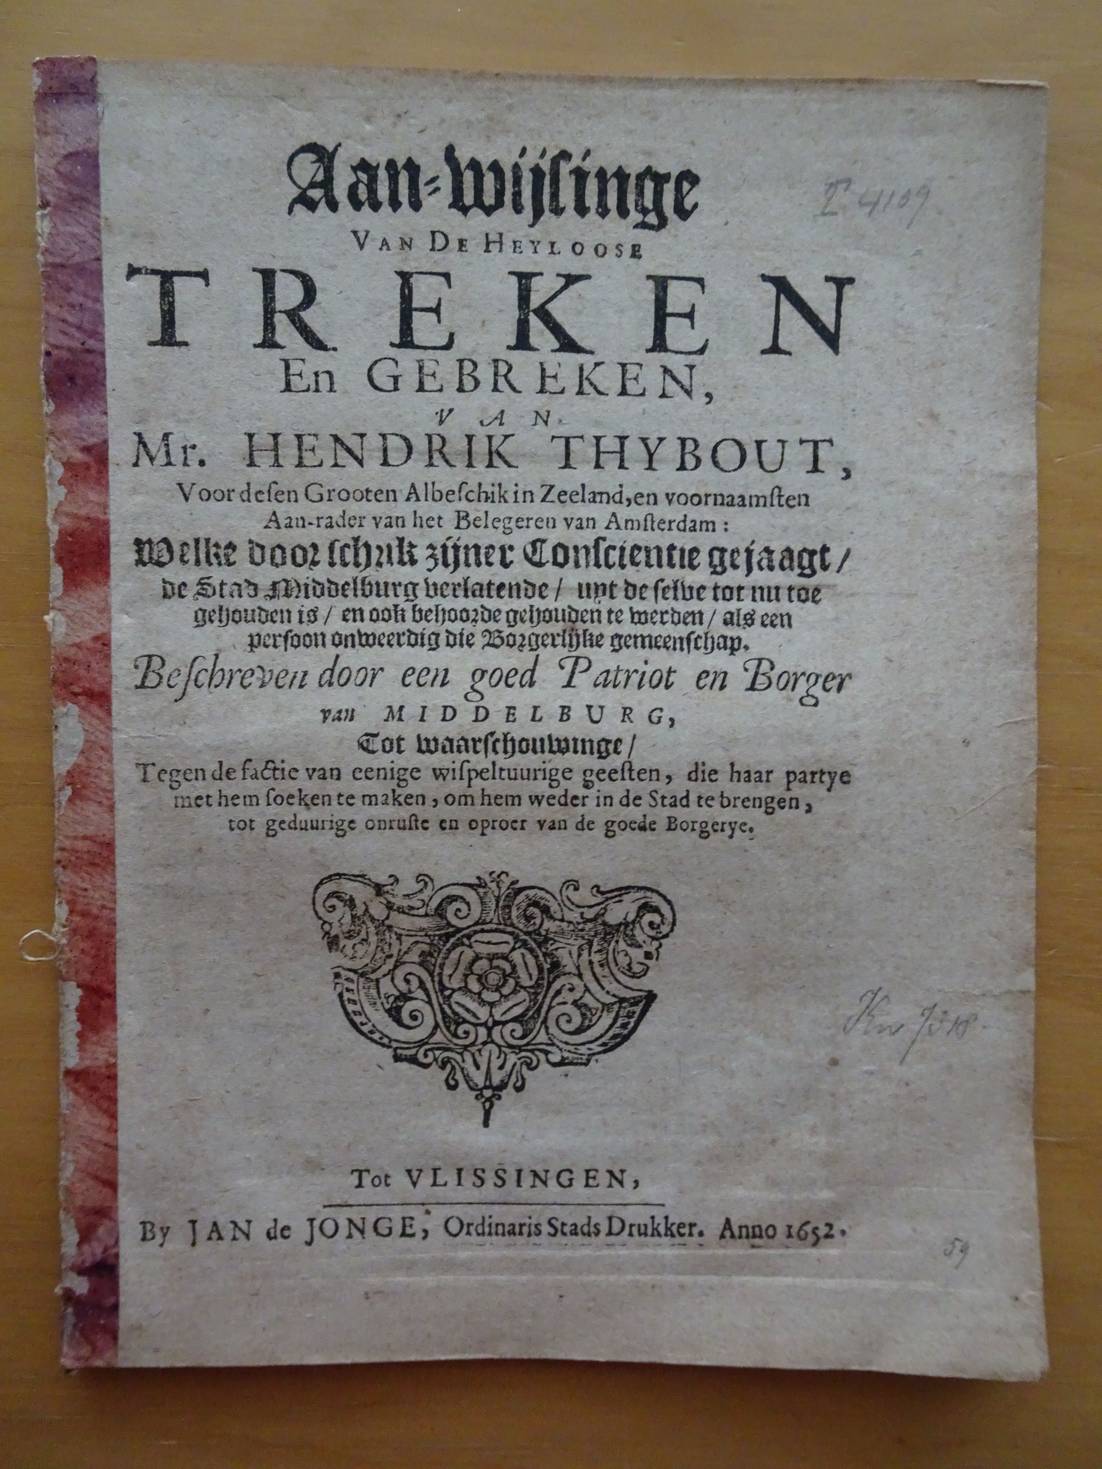 Aan-wijſinge
T 4109
VAN DE HEYLOOSE
TREKEN
En GEBREKEN,
VAN
Mr. HENDRIK THYBOUT,
Voor deſen Grooten Albeſchik in Zeeland, en voornaamſten
Aan-rader van het Belegeren van Amſterdam:
Welke door ſchrik zijner Conſcientie gejaagt/
de Stad Middelburg verlatende/ uyt de ſelve tot nu toe
gehouden is/ en ook behoorde gehouden te werden/ als een
perſoon onweerdig die Borgerlijke gemeenſchap.
Beſchreven door een goed Patriot en Borger
van MIDDELBURG,
Tot waarſchouwinge/
Tegen de factie van eenige wiſpeltuurige geeſten, die haar partye
met hem ſoeken te maken, om hem weder in de Stad te brengen,
tot geduurige onruſte en oproer van de goede Borgerye.
Tot VLISSINGEN,
By JAN de JONGE, Ordinaris Stads Drukker. Anno 1652.
59